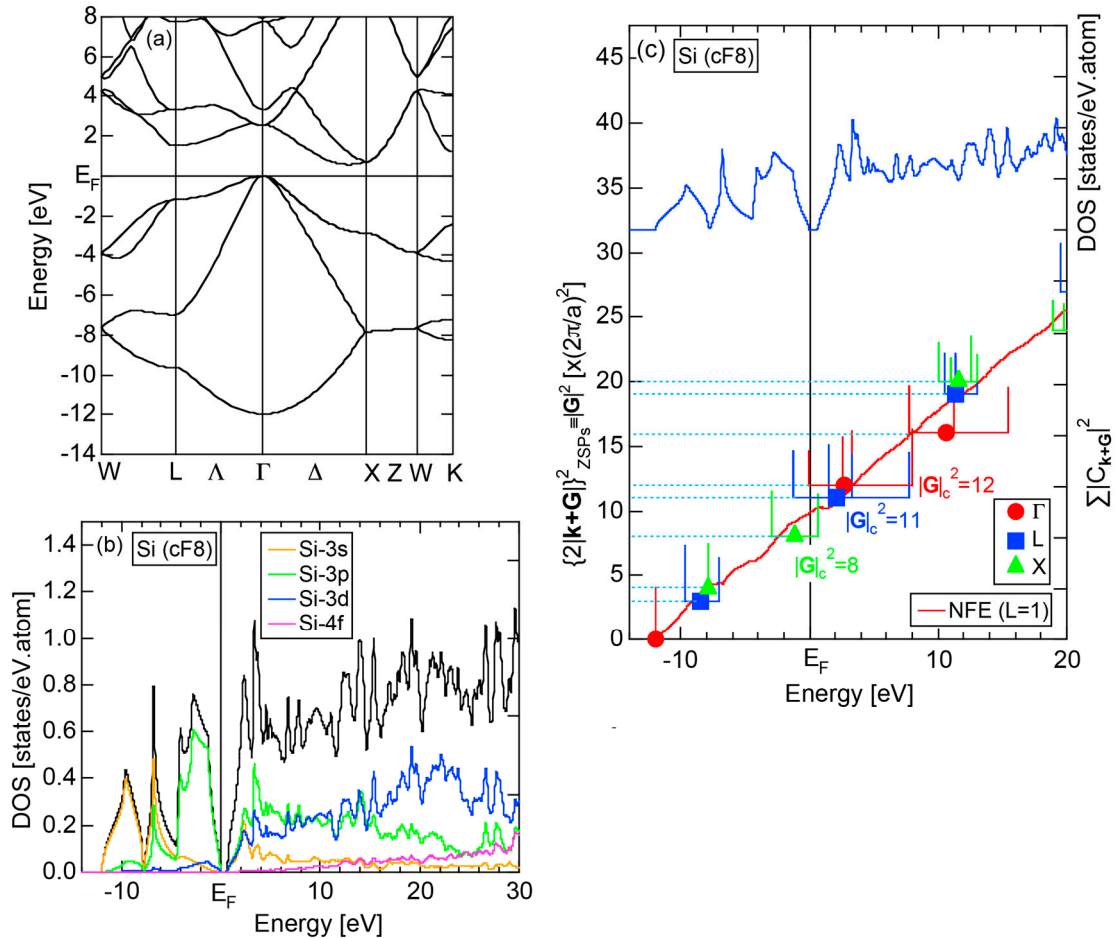 (a)
8
6
4
2
E_F
-2
-4
-6
-8
-10
-12
-14
Energy [eV]
W L Λ Γ Δ X Z W K
(b)
Si (cF8)
Si-3s
Si-3p
Si-3d
Si-4f
1.4
1.2
1.0
0.8
0.6
0.4
0.2
0.0
DOS [states/eV.atom]
-10 E_F 10 20 30
Energy [eV]
(c)
Si (cF8)
45
40
35
30
25
20
15
10
5
0
{2|k+G|}²_ZSPs≡|G|² [x(2π/a)²]
DOS [states/eV.atom]
Σ|C_k+G|²
|G|_c²=12
|G|_c²=11
|G|_c²=8
Γ
L
X
NFE (L=1)
-10 E_F 10 20
Energy [eV]